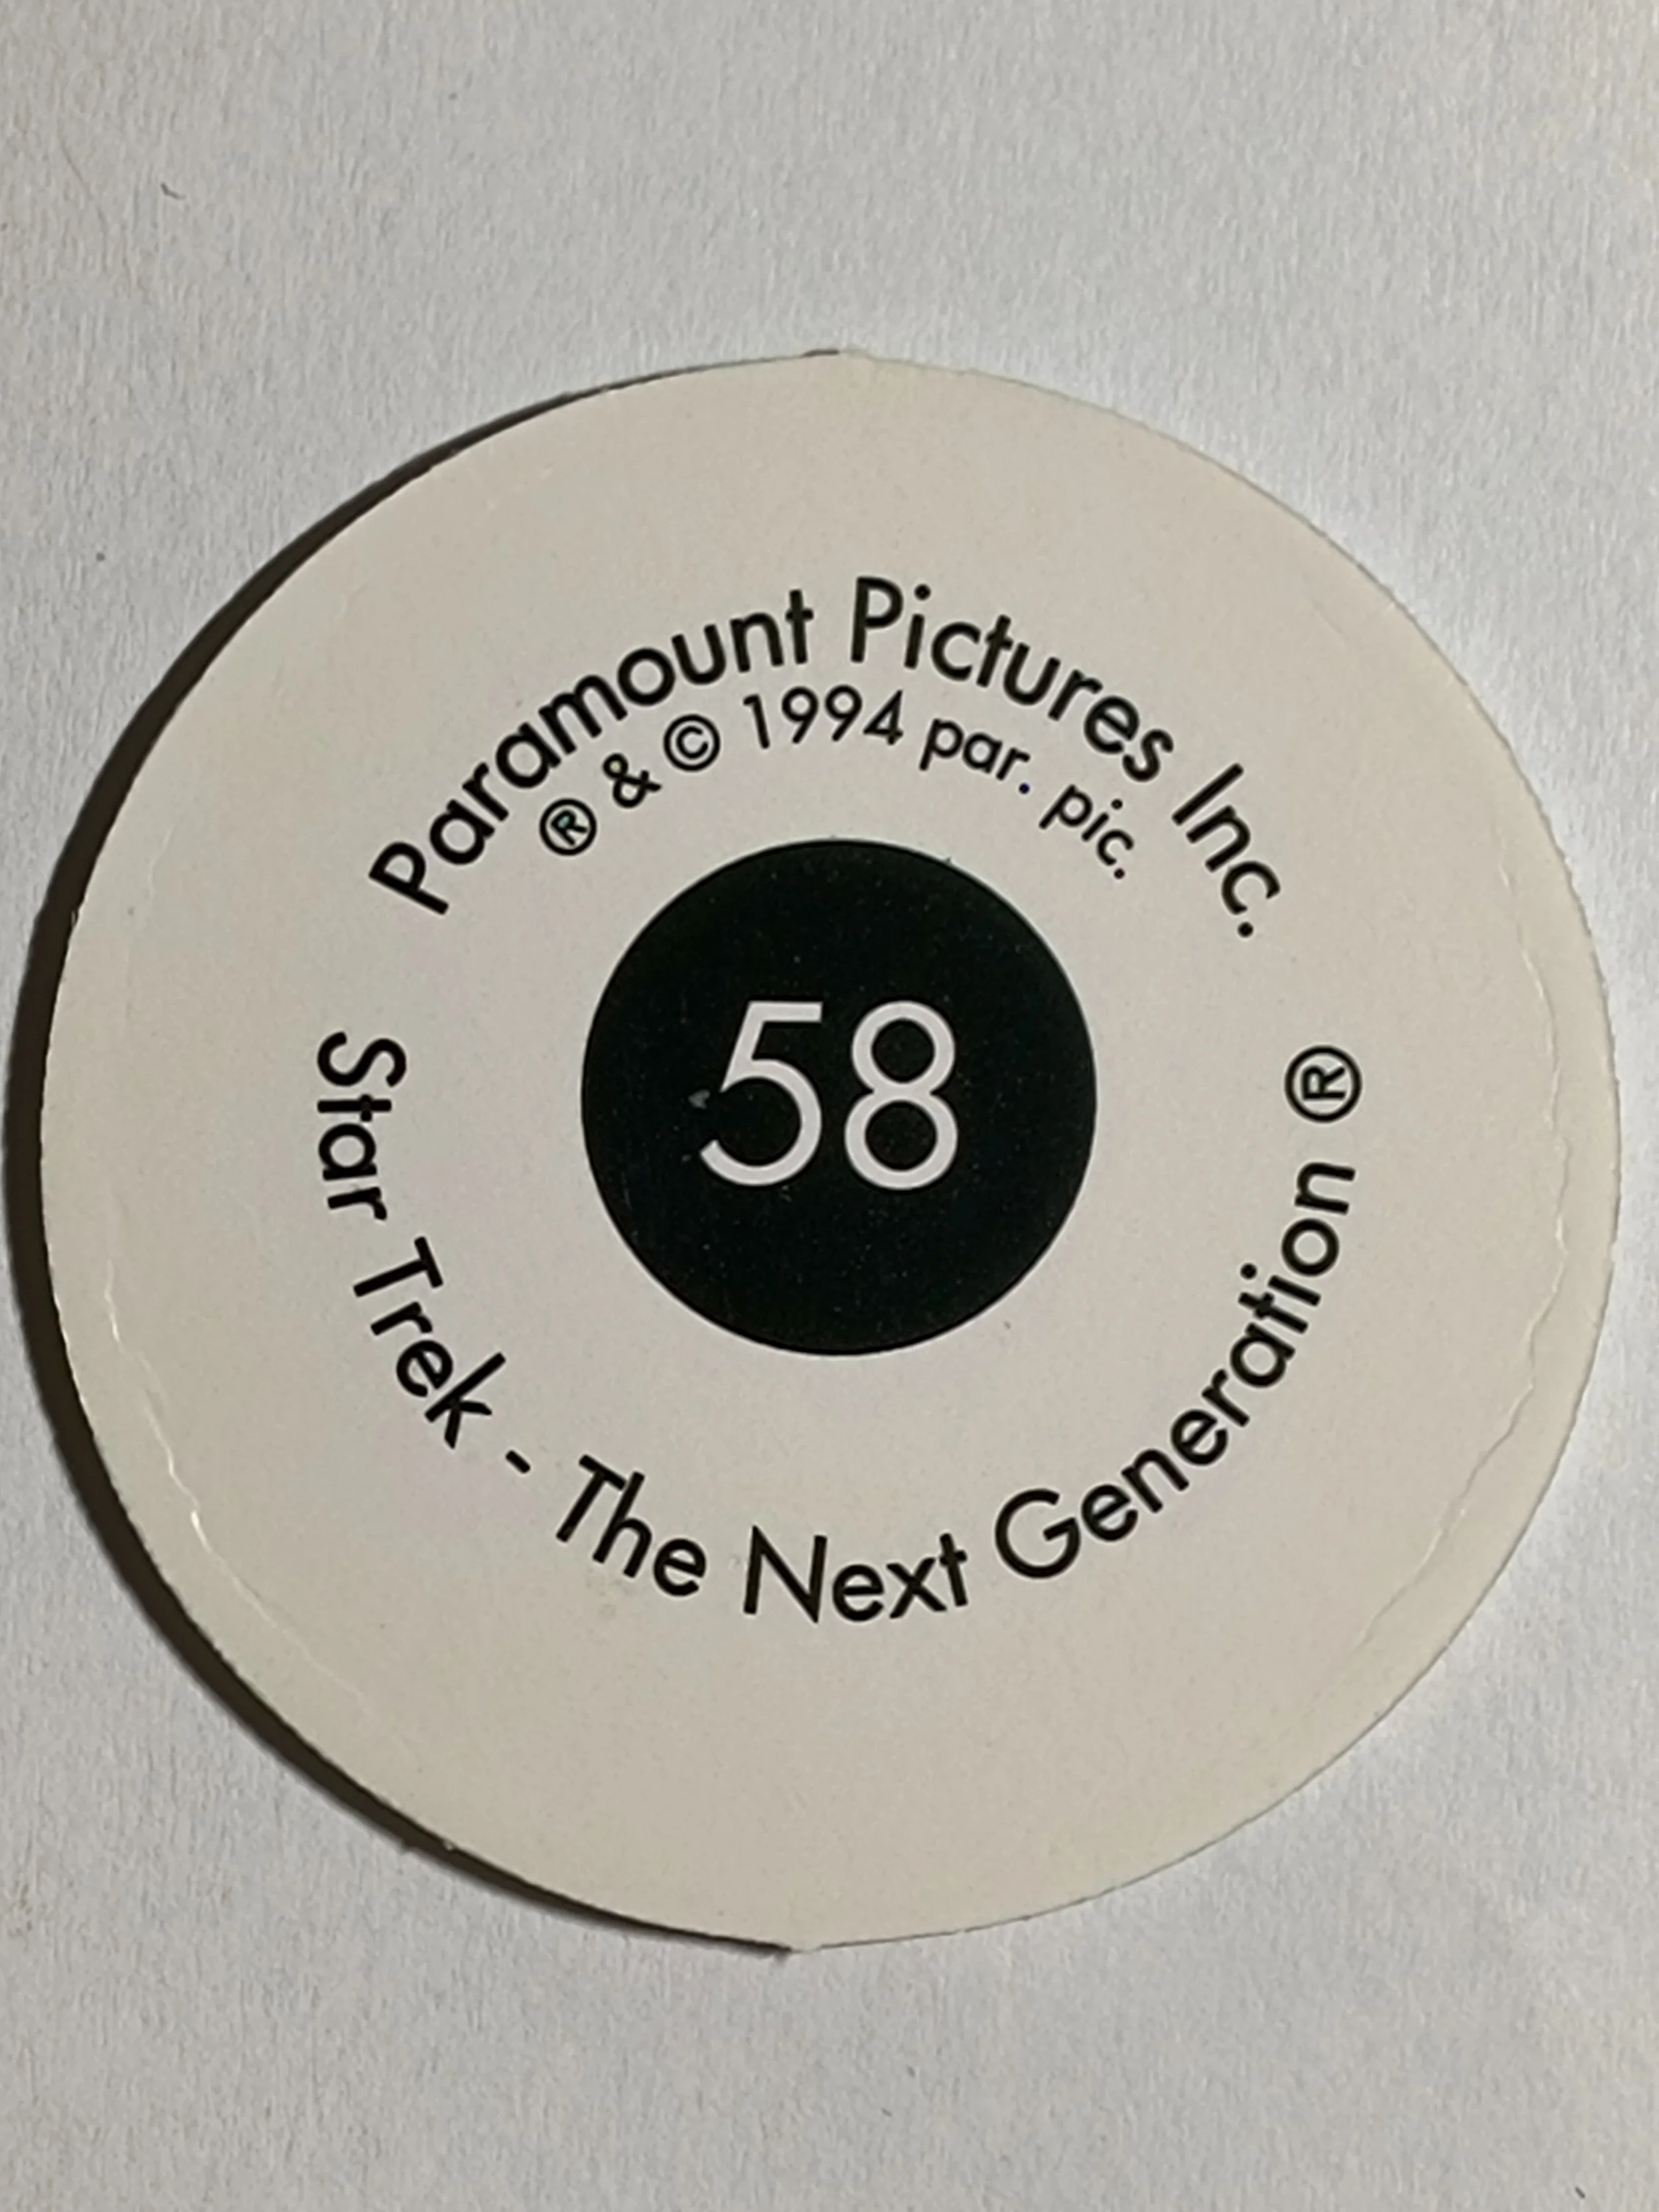 Paramount Pictures Inc.
® & © 1994 par. pic.
58
Star Trek - The Next Generation ®